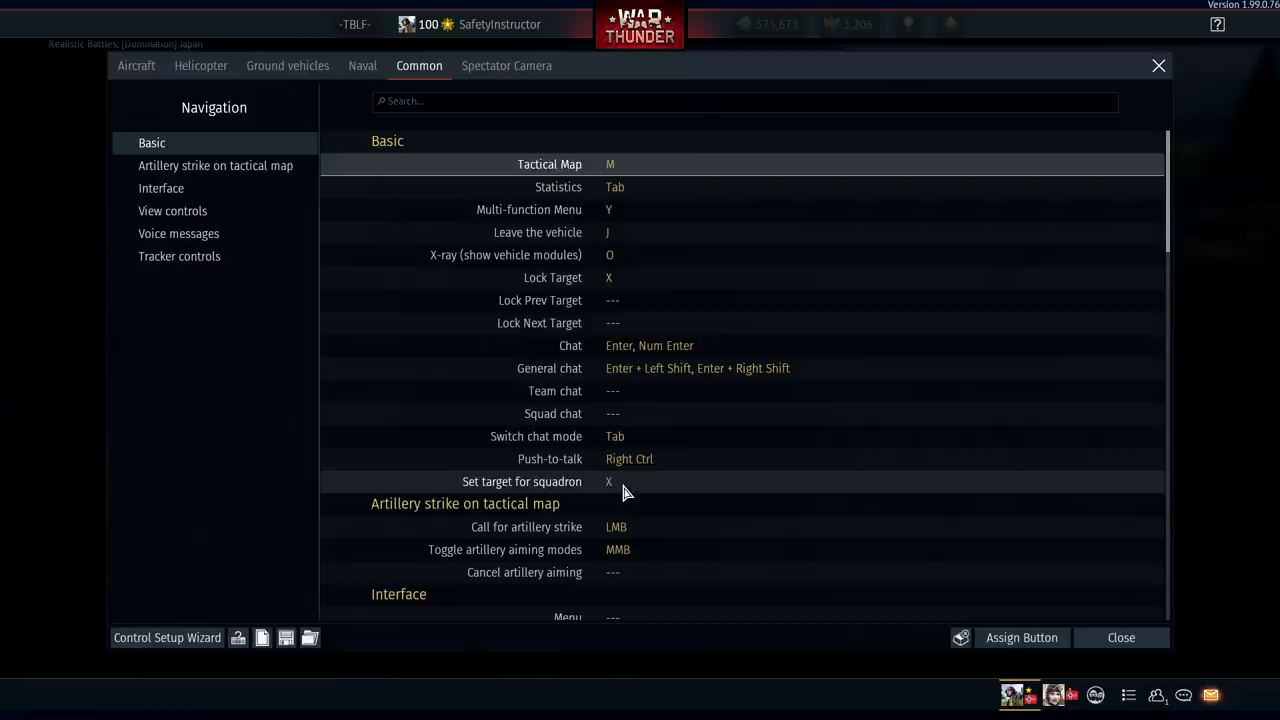 Version 1.99.0.76
-TBLF-
100 SafetyInstructor
WAR THUNDER
575,673
3,206
Realistic Battles, [Domination] Japan
Aircraft
Helicopter
Ground vehicles
Naval
Common
Spectator Camera
Navigation
Basic
Artillery strike on tactical map
Interface
View controls
Voice messages
Tracker controls
Search...
Basic
Tactical Map M
Statistics Tab
Multi-function Menu Y
Leave the vehicle J
X-ray (show vehicle modules) O
Lock Target X
Lock Prev Target ---
Lock Next Target ---
Chat Enter, Num Enter
General chat Enter + Left Shift, Enter + Right Shift
Team chat ---
Squad chat ---
Switch chat mode Tab
Push-to-talk Right Ctrl
Set target for squadron X
Artillery strike on tactical map
Call for artillery strike LMB
Toggle artillery aiming modes MMB
Cancel artillery aiming ---
Interface
Menu ---
Control Setup Wizard
Assign Button
Close
1